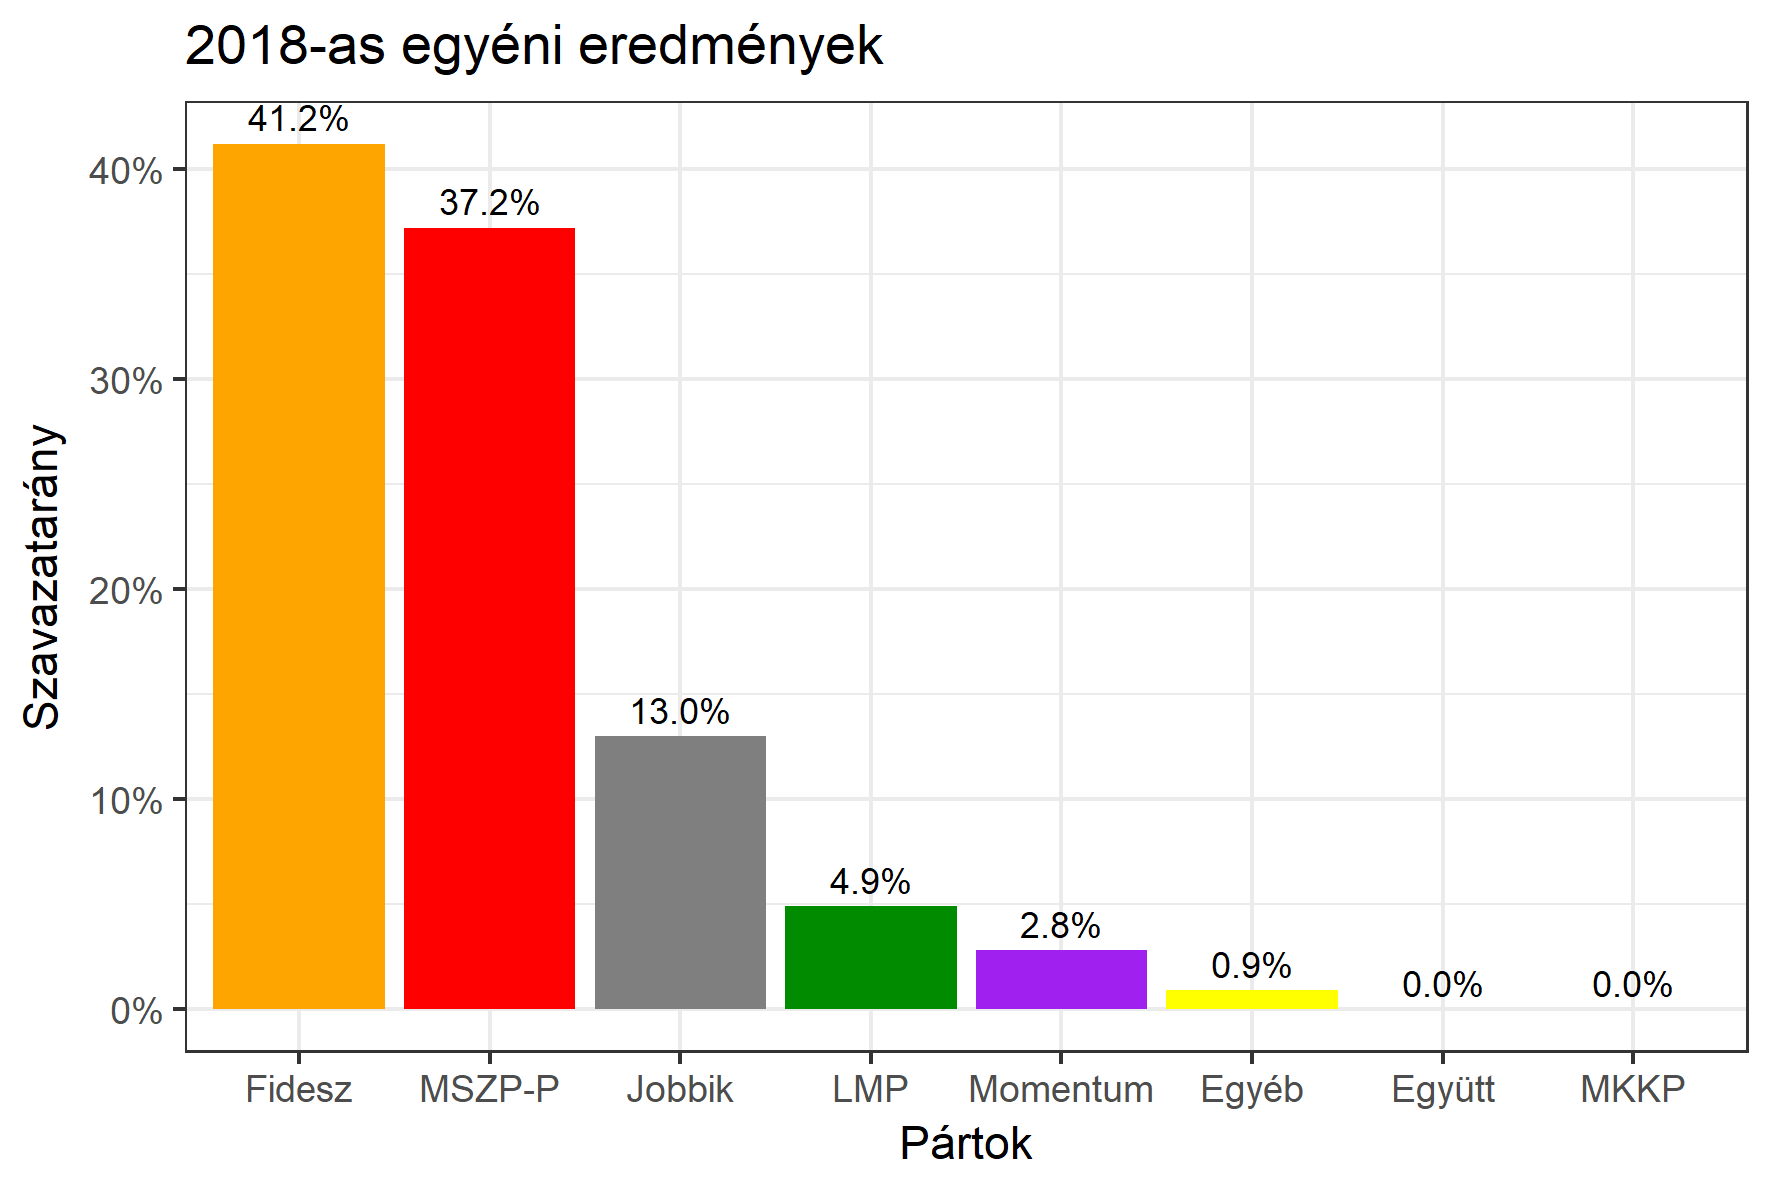 2018-as egyéni eredmények
41.2%
37.2%
13.0%
4.9%
2.8%
0.9%
0.0%
0.0%
40%
30%
20%
10%
0%
Szavazatarány
Fidesz
MSZP-P
Jobbik
LMP
Momentum
Egyéb
Együtt
MKKP
Pártok